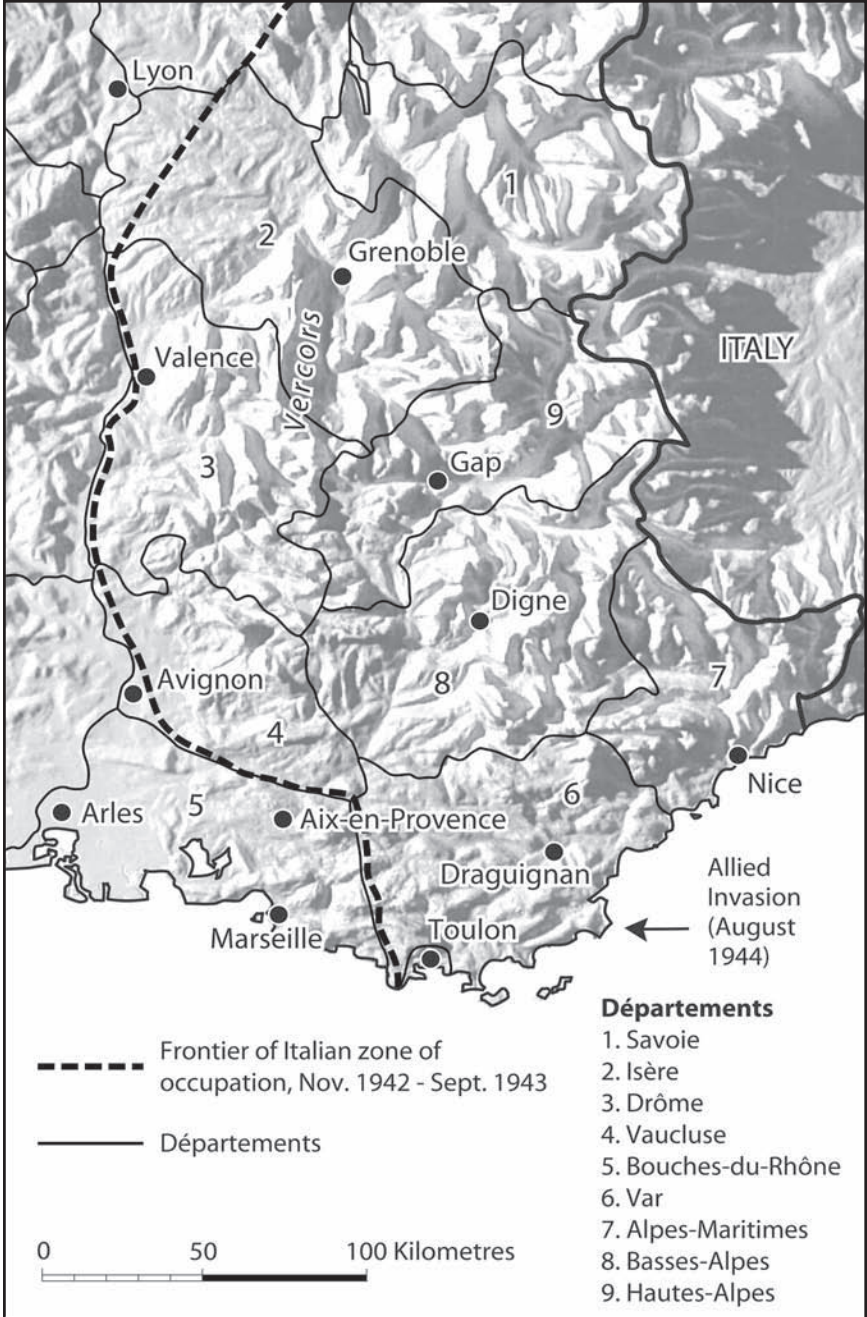 Lyon
1
2
Grenoble
ITALY
Valence
Vercors
9
3
Gap
Digne
Avignon
8
7
4
Nice
6
Arles
5
Aix-en-Provence
Draguignan
Allied
Invasion
(August
1944)
Marseille
Toulon
Départements
1. Savoie
2. Isère
3. Drôme
4. Vaucluse
5. Bouches-du-Rhône
6. Var
7. Alpes-Maritimes
8. Basses-Alpes
9. Hautes-Alpes
Frontier of Italian zone of
occupation, Nov. 1942 - Sept. 1943
Départements
0 50 100 Kilometres